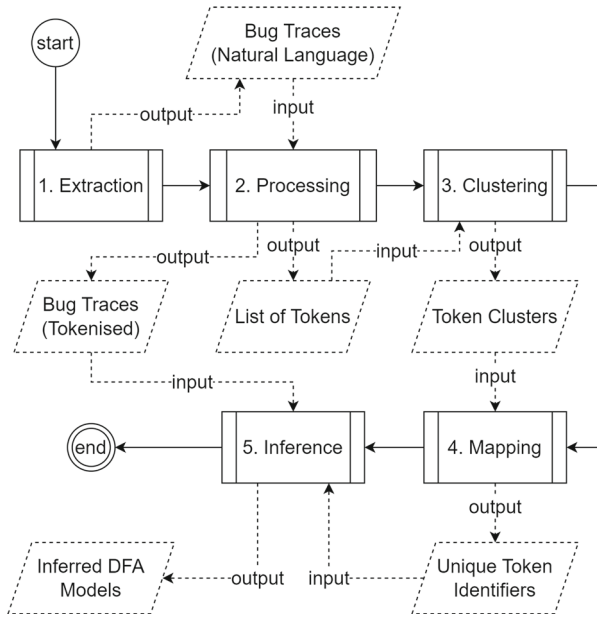 start
Bug Traces
(Natural Language)
output
input
1. Extraction
2. Processing
3. Clustering
output
output
input
output
Bug Traces
(Tokenised)
List of Tokens
Token Clusters
input
input
end
5. Inference
4. Mapping
output
Inferred DFA
Models
output
input
Unique Token
Identifiers